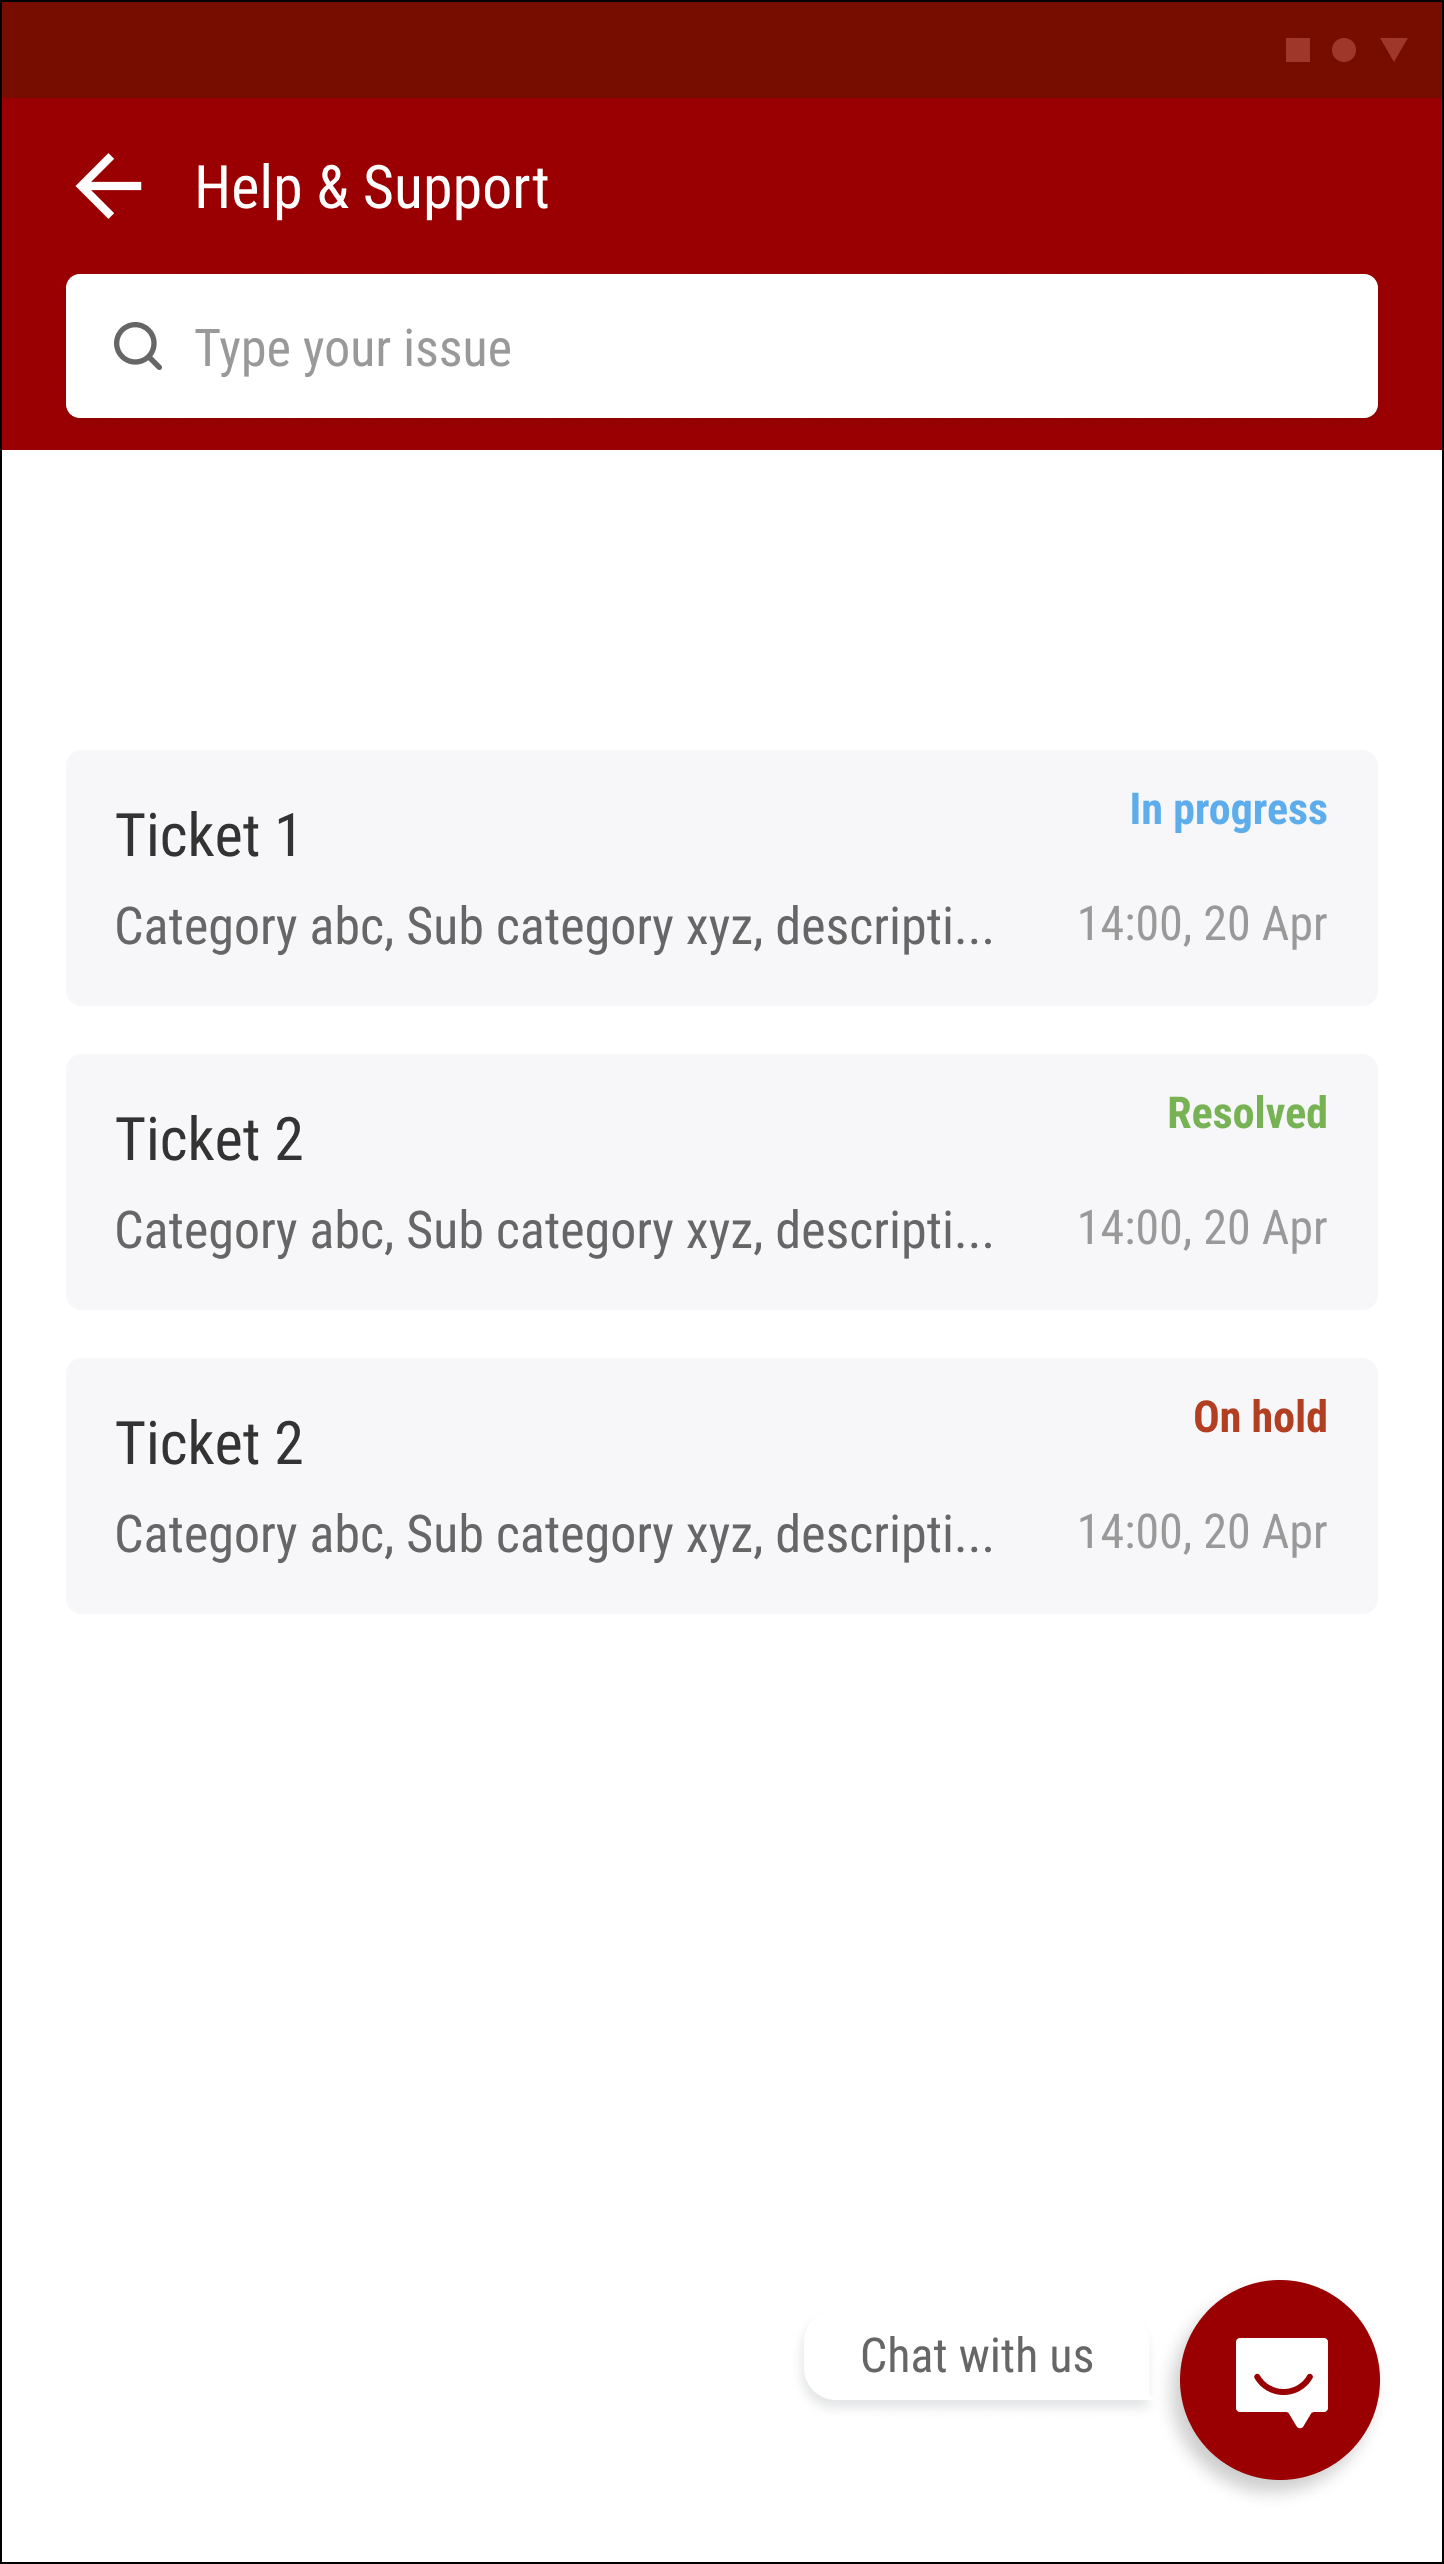 Help & Support
Type your issue
Ticket 1
In progress
Category abc, Sub category xyz, descripti...
14:00, 20 Apr
Ticket 2
Resolved
Category abc, Sub category xyz, descripti...
14:00, 20 Apr
Ticket 2
On hold
Category abc, Sub category xyz, descripti...
14:00, 20 Apr
Chat with us